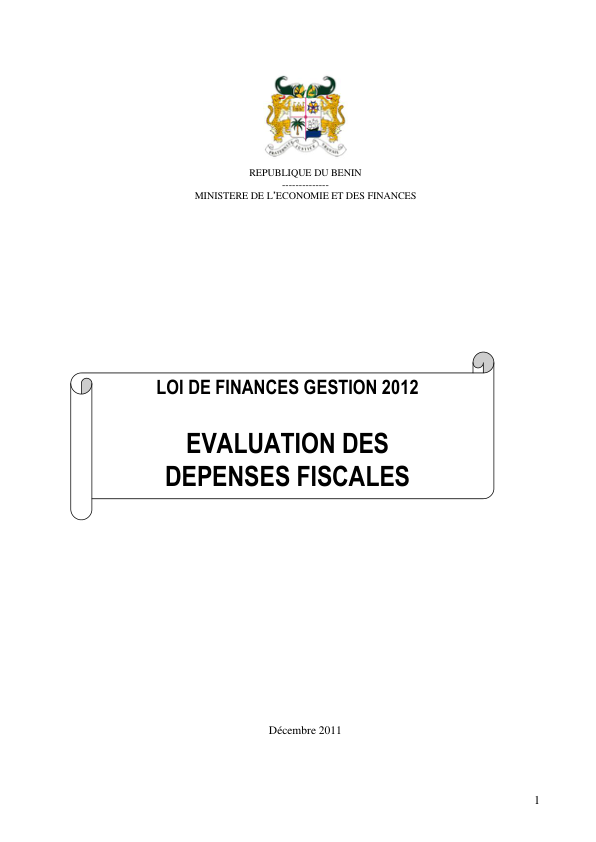 FRATERNITE JUSTICE TRAVAIL
REPUBLIQUE DU BENIN
--------------
MINISTERE DE L’ECONOMIE ET DES FINANCES
LOI DE FINANCES GESTION 2012
EVALUATION DES
DEPENSES FISCALES
Décembre 2011
1